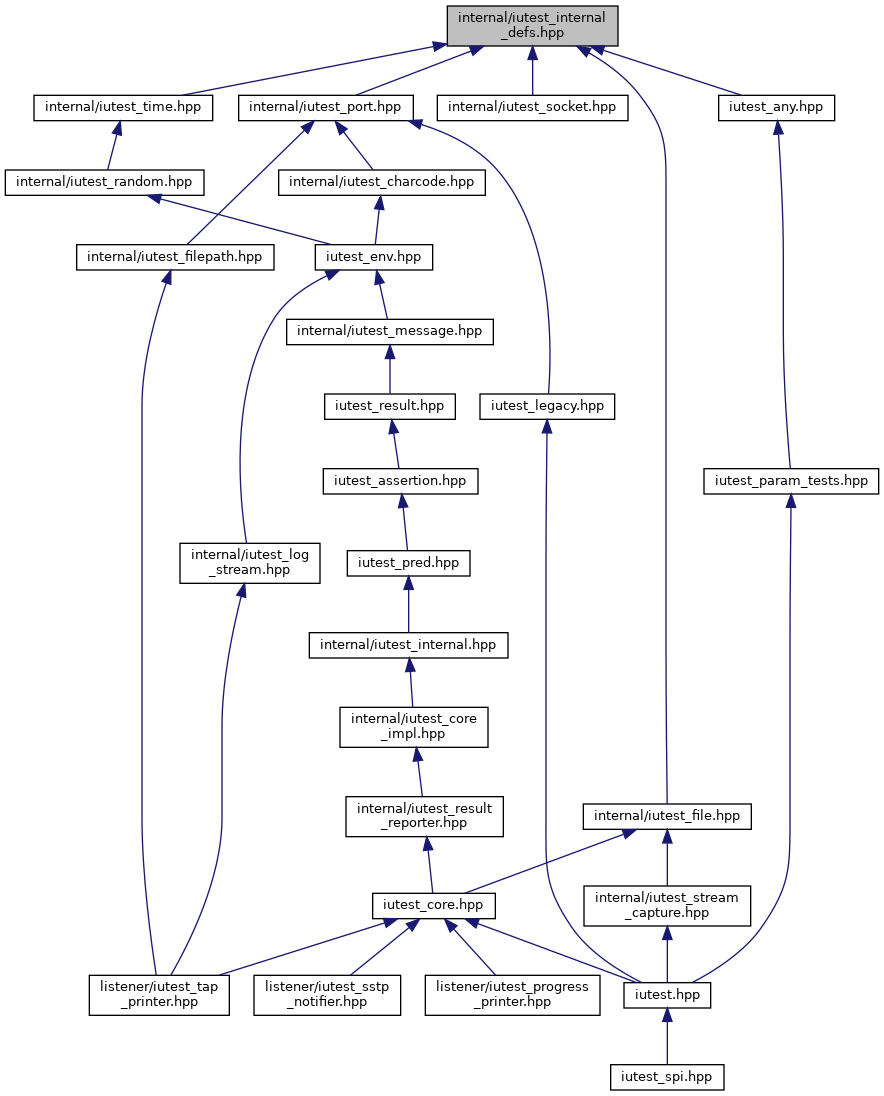 internal/iutest_internal
_defs.hpp
internal/iutest_time.hpp
internal/iutest_port.hpp
internal/iutest_socket.hpp
iutest_any.hpp
internal/iutest_random.hpp
internal/iutest_charcode.hpp
internal/iutest_filepath.hpp
iutest_env.hpp
internal/iutest_message.hpp
iutest_result.hpp
iutest_legacy.hpp
iutest_assertion.hpp
iutest_param_tests.hpp
internal/iutest_log
_stream.hpp
iutest_pred.hpp
internal/iutest_internal.hpp
internal/iutest_core
_impl.hpp
internal/iutest_result
_reporter.hpp
internal/iutest_file.hpp
iutest_core.hpp
internal/iutest_stream
_capture.hpp
listener/iutest_tap
_printer.hpp
listener/iutest_sstp
_notifier.hpp
listener/iutest_progress
_printer.hpp
iutest.hpp
iutest_spi.hpp